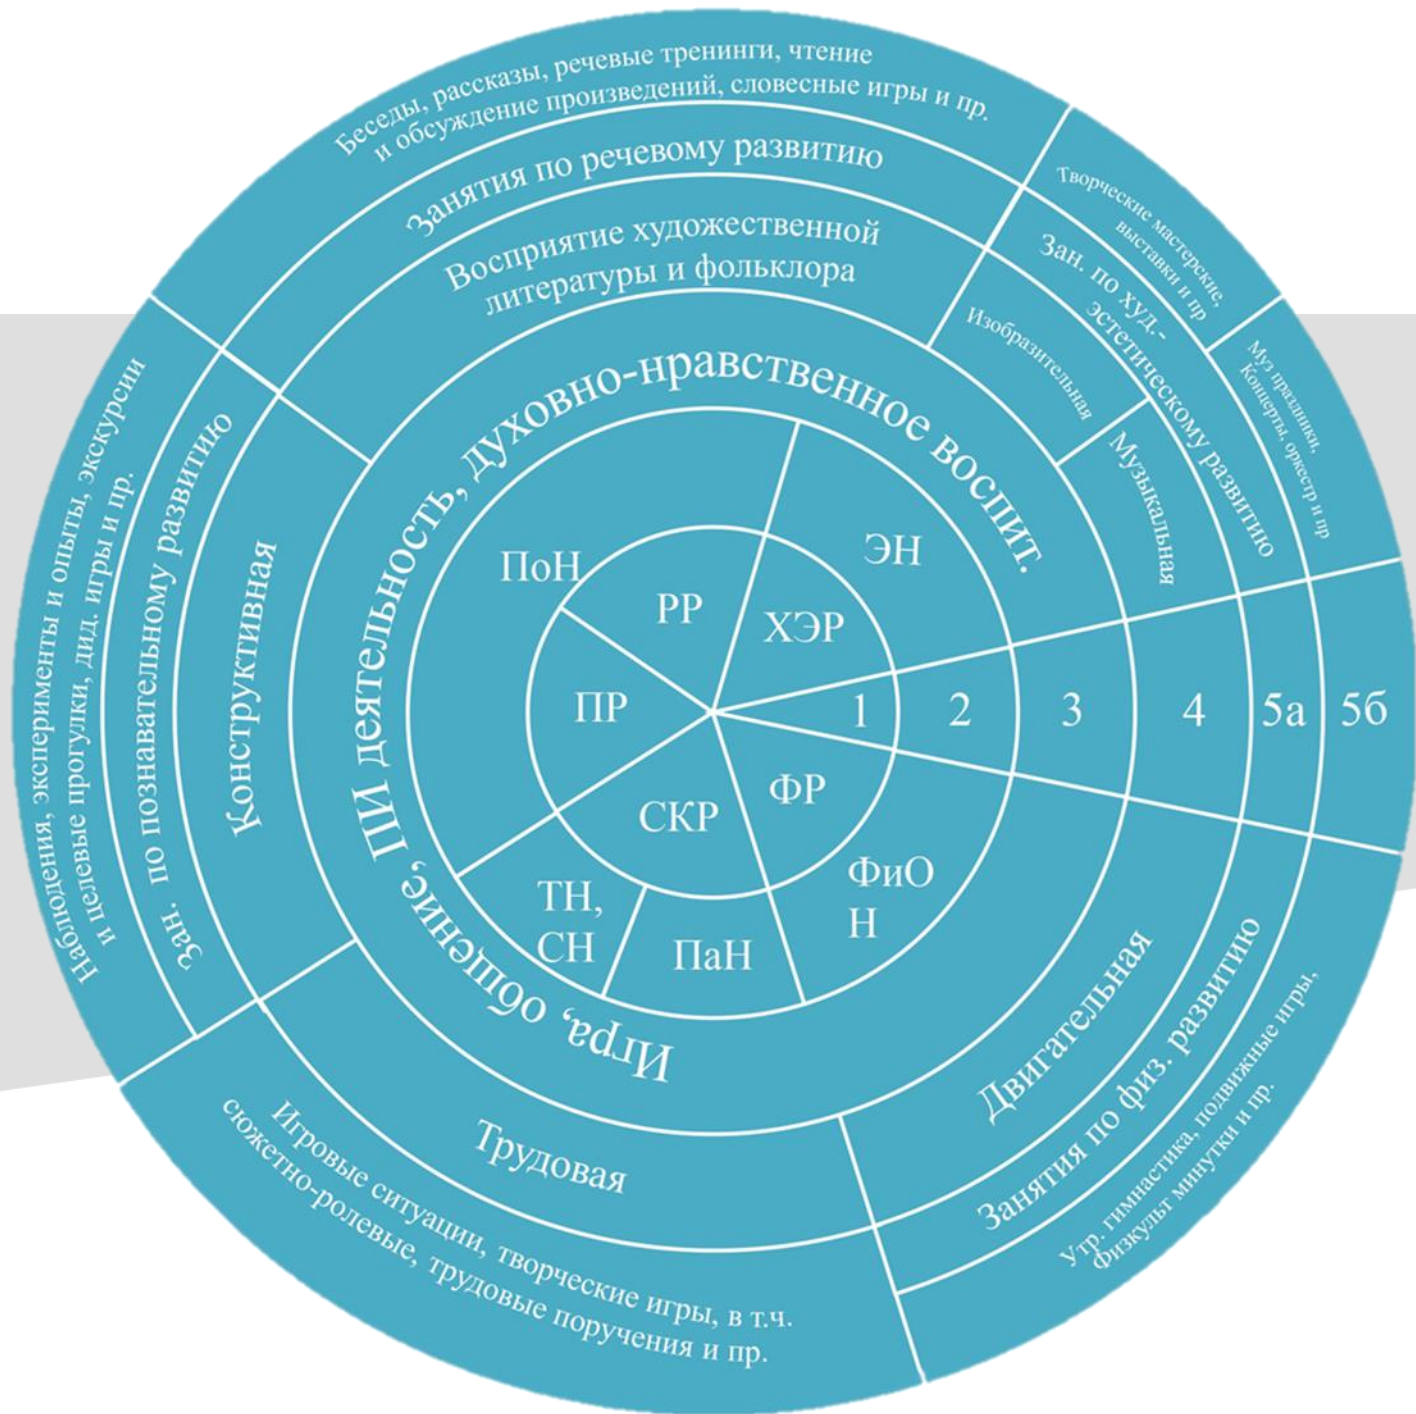 Беседы, рассказы, речевые тренинги, чтение
и обсуждение произведений, словесные игры и пр.
Занятия по речевому развитию
Восприятие художественной
литературы и фольклора
Творческие мастерские,
выставки и пр
Зан. по худ.-
эстетическому развитию
Изобразительная
Музыкальная
Муз праздники,
Концерты, оркестр и пр
Наблюдения, эксперименты и опыты, экскурсии
и целевые прогулки, дид. игры и пр.
Зан. по познавательному развитию
Конструктивная
Игра, общение, ПИ деятельность, духовно-нравственное воспит.
ПоН
ЭН
РР
ХЭР
ПР
1
2
3
4
5а
5б
СКР
ФР
ТН,
СН
ПаН
ФиО
Н
Двигательная
Занятия по физ. развитию
Утр. гимнастика, подвижные игры,
Физкульт минутки и пр.
Трудовая
Игровые ситуации, творческие игры, в т.ч.
сюжетно-ролевые, трудовые поручения и пр.